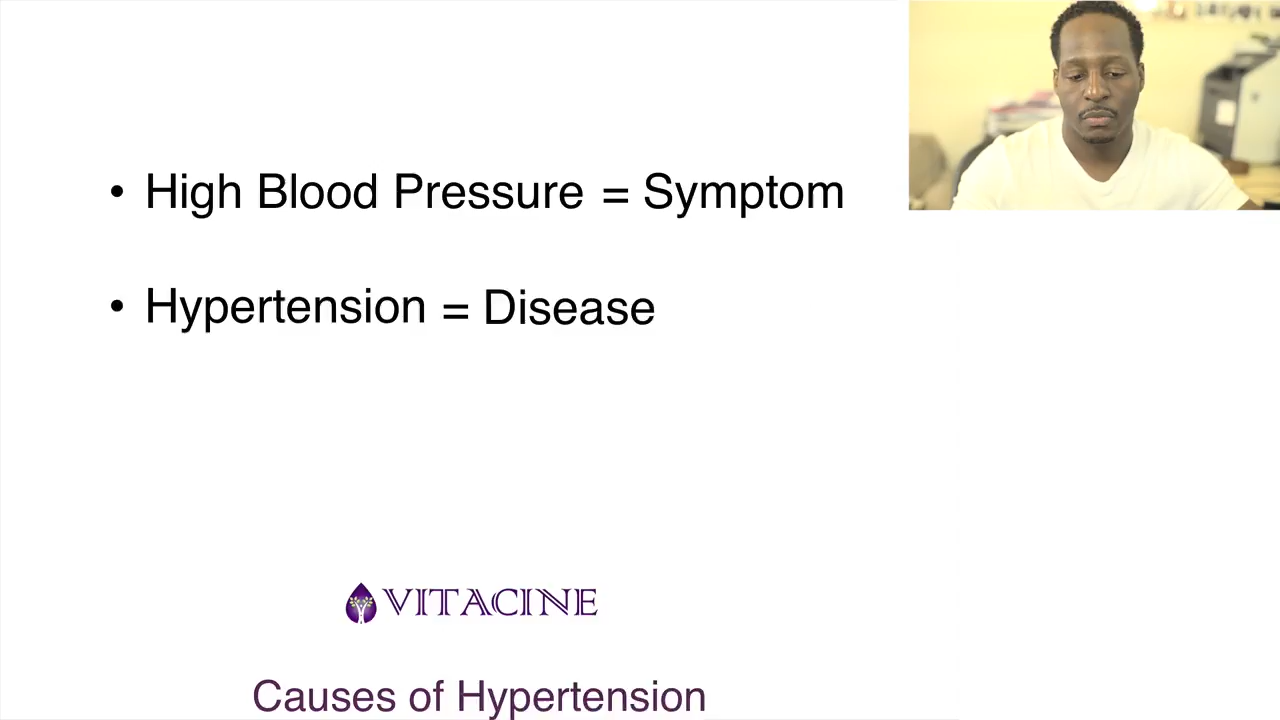 • High Blood Pressure = Symptom
• Hypertension = Disease
VITACINE
Causes of Hypertension